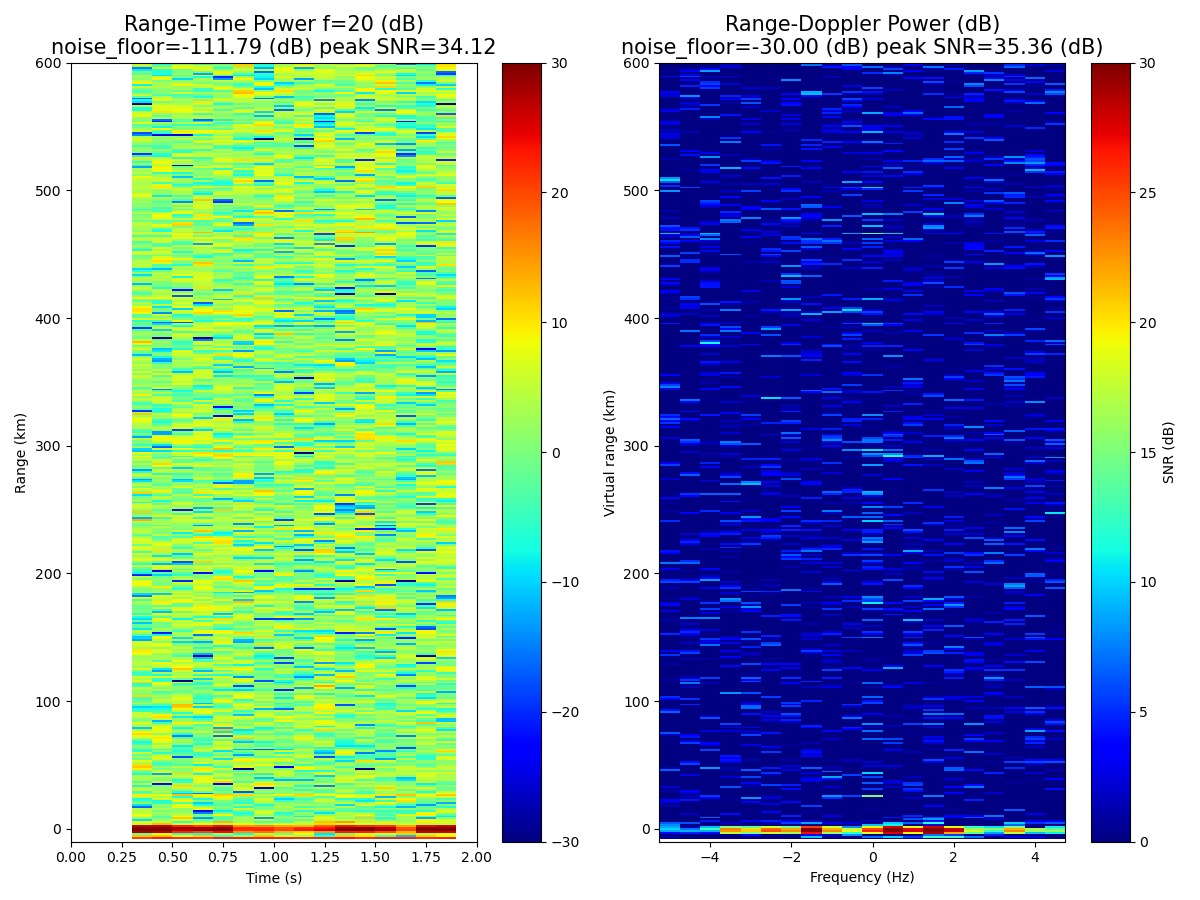 Range-Time Power f=20 (dB)
noise_floor=-111.79 (dB) peak SNR=34.12
600
500
400
300
200
100
0
Range (km)
0.00 0.25 0.50 0.75 1.00 1.25 1.50 1.75 2.00
Time (s)
30
20
10
0
−10
−20
−30
Range-Doppler Power (dB)
noise_floor=-30.00 (dB) peak SNR=35.36 (dB)
600
500
400
300
200
100
0
Virtual range (km)
−4 −2 0 2 4
Frequency (Hz)
30
25
20
15
10
5
0
SNR (dB)